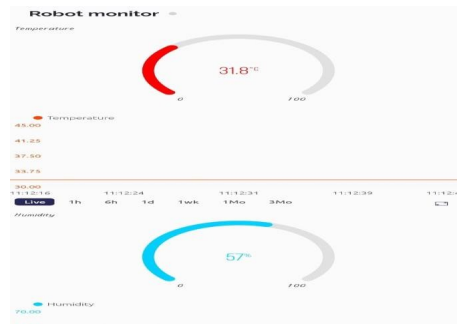 Robot monitor
Temperature
31.8°C
0 100
Temperature
45.00
41.25
37.50
33.75
30.00
11:12:16 11:12:24 11:12:31 11:12:39
Live 1h 6h 1d 1wk 1Mo 3Mo
Humidity
57%
0 100
Humidity
70.00